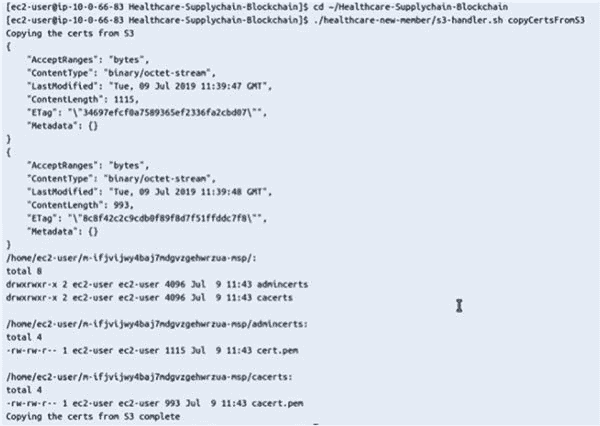 [ec2-user@ip-10-0-66-83 Healthcare-Supplychain-Blockchain]$ cd ~/Healthcare-Supplychain-Blockchain
[ec2-user@ip-10-0-66-83 Healthcare-Supplychain-Blockchain]$ ./healthcare-new-member/s3-handler.sh copyCertsFromS3
Copying the certs from S3
{
    "AcceptRanges": "bytes",
    "ContentType": "binary/octet-stream",
    "LastModified": "Tue, 09 Jul 2019 11:39:47 GMT",
    "ContentLength": 1115,
    "ETag": "\"34697efcf0a7589365ef2336fa2cbd07\"",
    "Metadata": {}
}
{
    "AcceptRanges": "bytes",
    "ContentType": "binary/octet-stream",
    "LastModified": "Tue, 09 Jul 2019 11:39:48 GMT",
    "ContentLength": 993,
    "ETag": "\"8c8f42c2c9cdb0f89f8d7f51ffddc7f8\"",
    "Metadata": {}
}
/home/ec2-user/m-ifjvijwy4baj7mdgvzgehwrzua-msp/:
total 8
drwxrwxr-x 2 ec2-user ec2-user 4096 Jul  9 11:43 admincerts
drwxrwxr-x 2 ec2-user ec2-user 4096 Jul  9 11:43 cacerts

/home/ec2-user/m-ifjvijwy4baj7mdgvzgehwrzua-msp/admincerts:
total 4
-rw-rw-r-- 1 ec2-user ec2-user 1115 Jul  9 11:43 cert.pem

/home/ec2-user/m-ifjvijwy4baj7mdgvzgehwrzua-msp/cacerts:
total 4
-rw-rw-r-- 1 ec2-user ec2-user 993 Jul  9 11:43 cacert.pem
Copying the certs from S3 complete